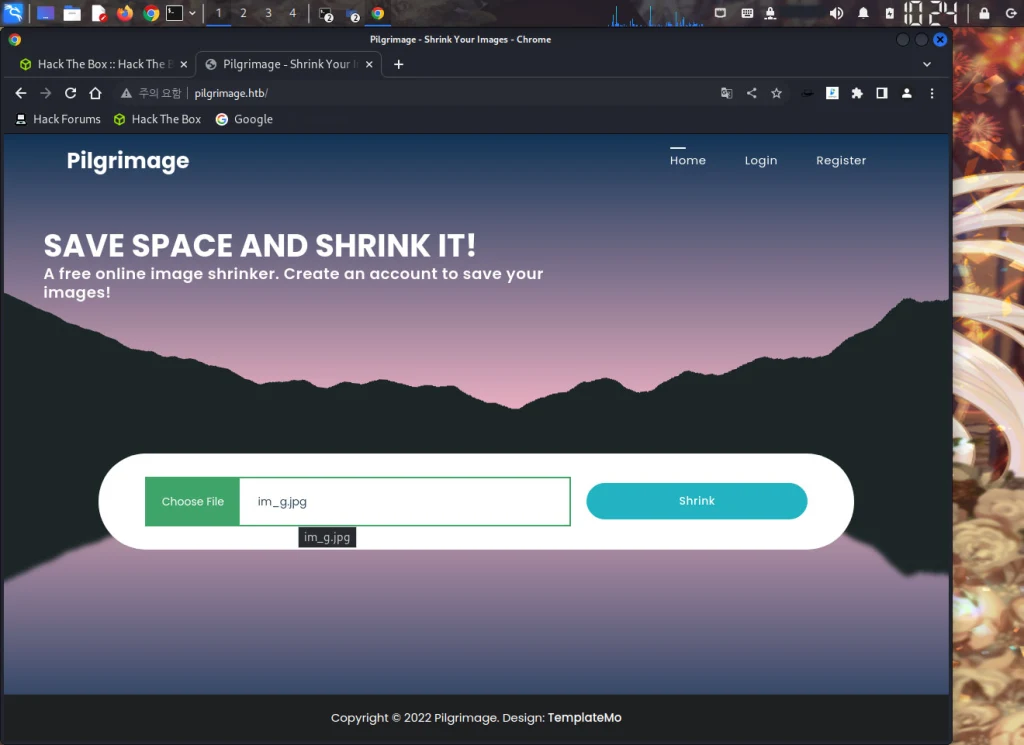 1 2 3 4 2 2 10 24
Pilgrimage - Shrink Your Images - Chrome
Hack The Box :: Hack The B Pilgrimage - Shrink Your I
주의 요함 pilgrimage.htb/
Hack Forums Hack The Box Google
Pilgrimage Home Login Register
SAVE SPACE AND SHRINK IT!
A free online image shrinker. Create an account to save your
images!
Choose File im_g.jpg Shrink
im_g.jpg
Copyright © 2022 Pilgrimage. Design: TemplateMo